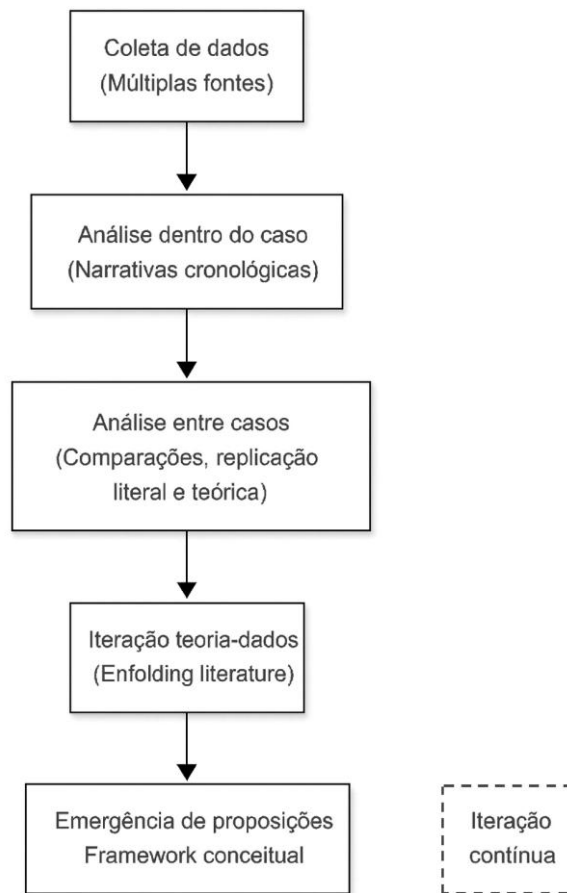 Coleta de dados
(Múltiplas fontes)
Análise dentro do caso
(Narrativas cronológicas)
Análise entre casos
(Comparações, replicação
literal e teórica)
Iteração teoria-dados
(Enfolding literature)
Emergência de proposições
Framework conceitual
Iteração
contínua